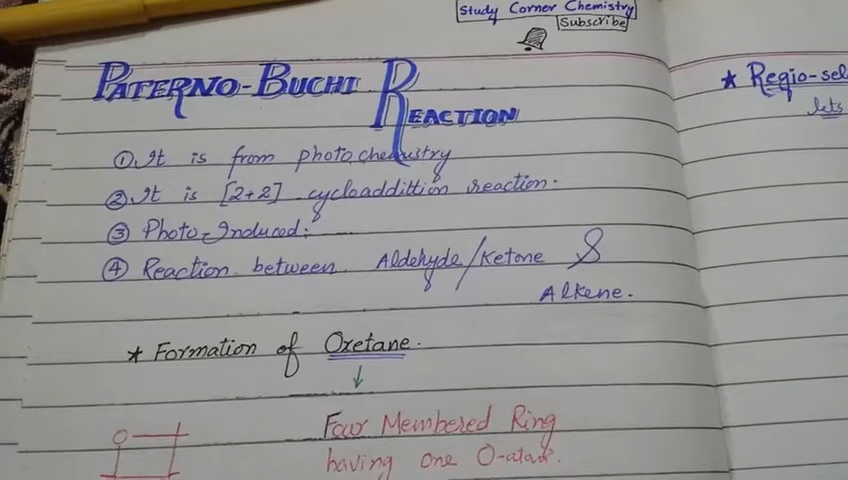 Study Corner Chemistry
Subscribe
PATERNO-BUCHI REACTION
① It is from photochemistry
② It is [2+2] cycloaddittion reaction.
③ Photo-Induced:
④ Reaction between Aldehyde/Ketone &
Alkene.
* Formation of Oxetane.
↓
Four Membered Ring
having one O-atom.
O
* Regio-sel
lets